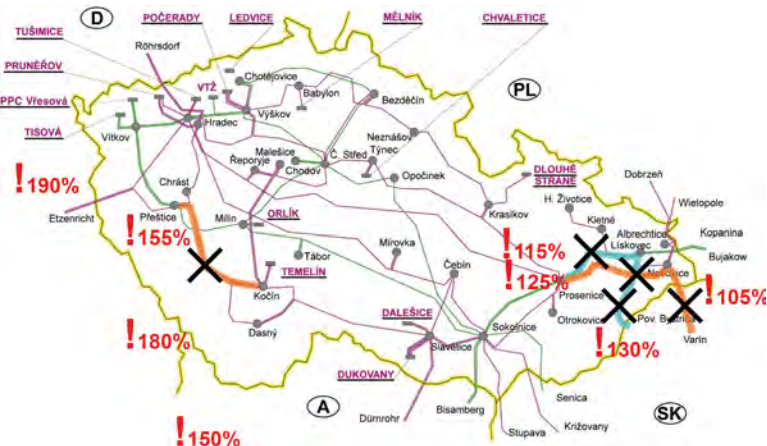 D
POČERADY
LEDVICE
MĚLNÍK
CHVALETICE
TUŠIMICE
Röhrsdorf
PRUNÉŘOV
VTŽ
Chotějovice
Babylon
Bezděčín
PL
PPC Vřesová
Hradec
Výškov
Neznášov
TISOVÁ
Vítkov
Malešice
Č. Střed
Týnec
Řeporyje
Chodov
Opočinek
DLOUHÉ
STRÁNĚ
Dobrzeń
!190%
Chrást
Krasíkov
H. Životice
Wielopole
Etzenricht
Přeštice
Milín
ORLÍK
Kletné
Albrechtice
Kopanina
!155%
Mírovka
!115%
Lískovec
Bujakow
Tábor
Čebín
!125%
Nošovice
TEMELÍN
Kočín
Prosenice
!105%
DALEŠICE
Otrokovice
Pov. Bystrica
!180%
Dasný
Sokolnice
Varín
Slavětice
!130%
DUKOVANY
A
Senica
Dürnrohr
Bisamberg
SK
Stupava
Križovany
!150%